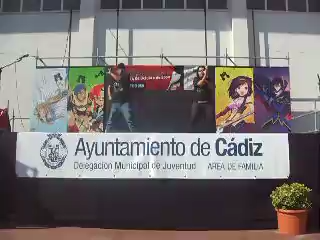 Ayuntamiento de Cádiz
Delegación Municipal de Juventud AREA DE FAMILIA